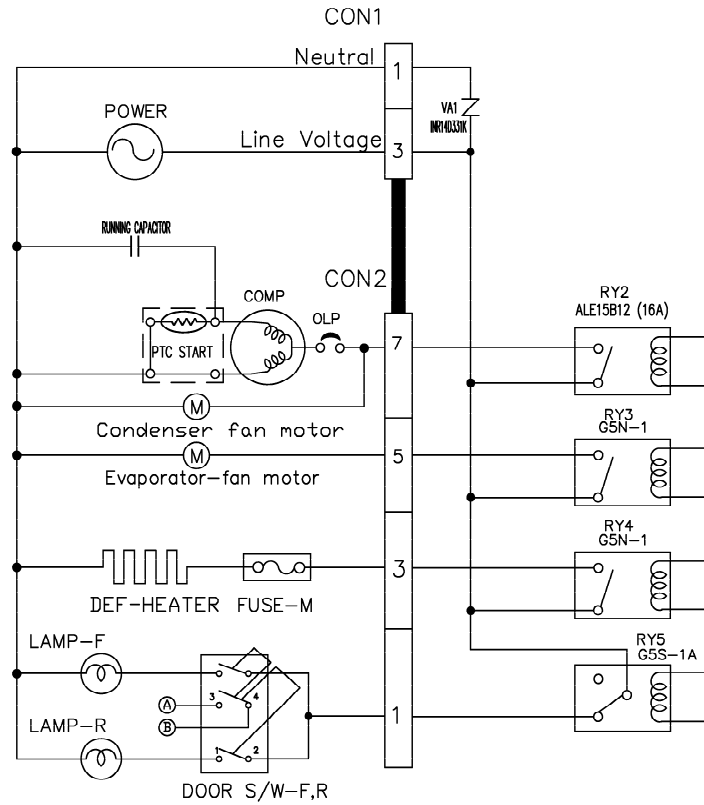 CON1
Neutral
1
POWER
VA1
INR14D331K
Line Voltage
3
RUNNING CAPACITOR
CON2
COMP
OLP
RY2
ALE15B12 (16A)
PTC START
7
M
Condenser fan motor
RY3
G5N-1
M
5
Evaporator-fan motor
RY4
G5N-1
3
DEF-HEATER FUSE-M
LAMP-F
RY5
G5S-1A
A
3
4
B
1
LAMP-R
1
2
DOOR S/W-F,R